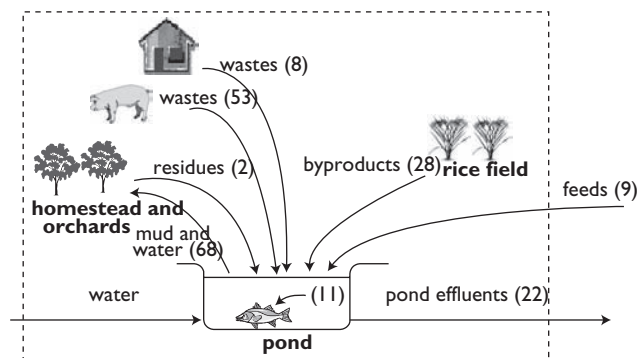 wastes (8)
wastes (53)
residues (2)
byproducts (28)
rice field
feeds (9)
homestead and
orchards
mud and
water (68)
water
(11)
pond effluents (22)
pond